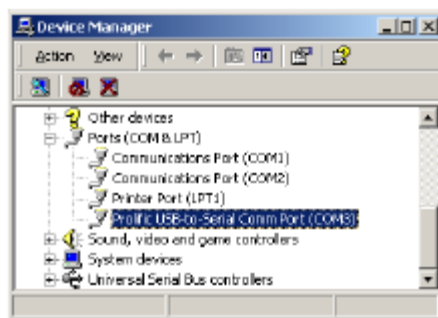 Device Manager
Action View
Other devices
Ports (COM & LPT)
Communications Port (COM1)
Communications Port (COM2)
Printer Port (LPT1)
Prolific USB-to-Serial Comm Port (COM3)
Sound, video and game controllers
System devices
Universal Serial Bus controllers